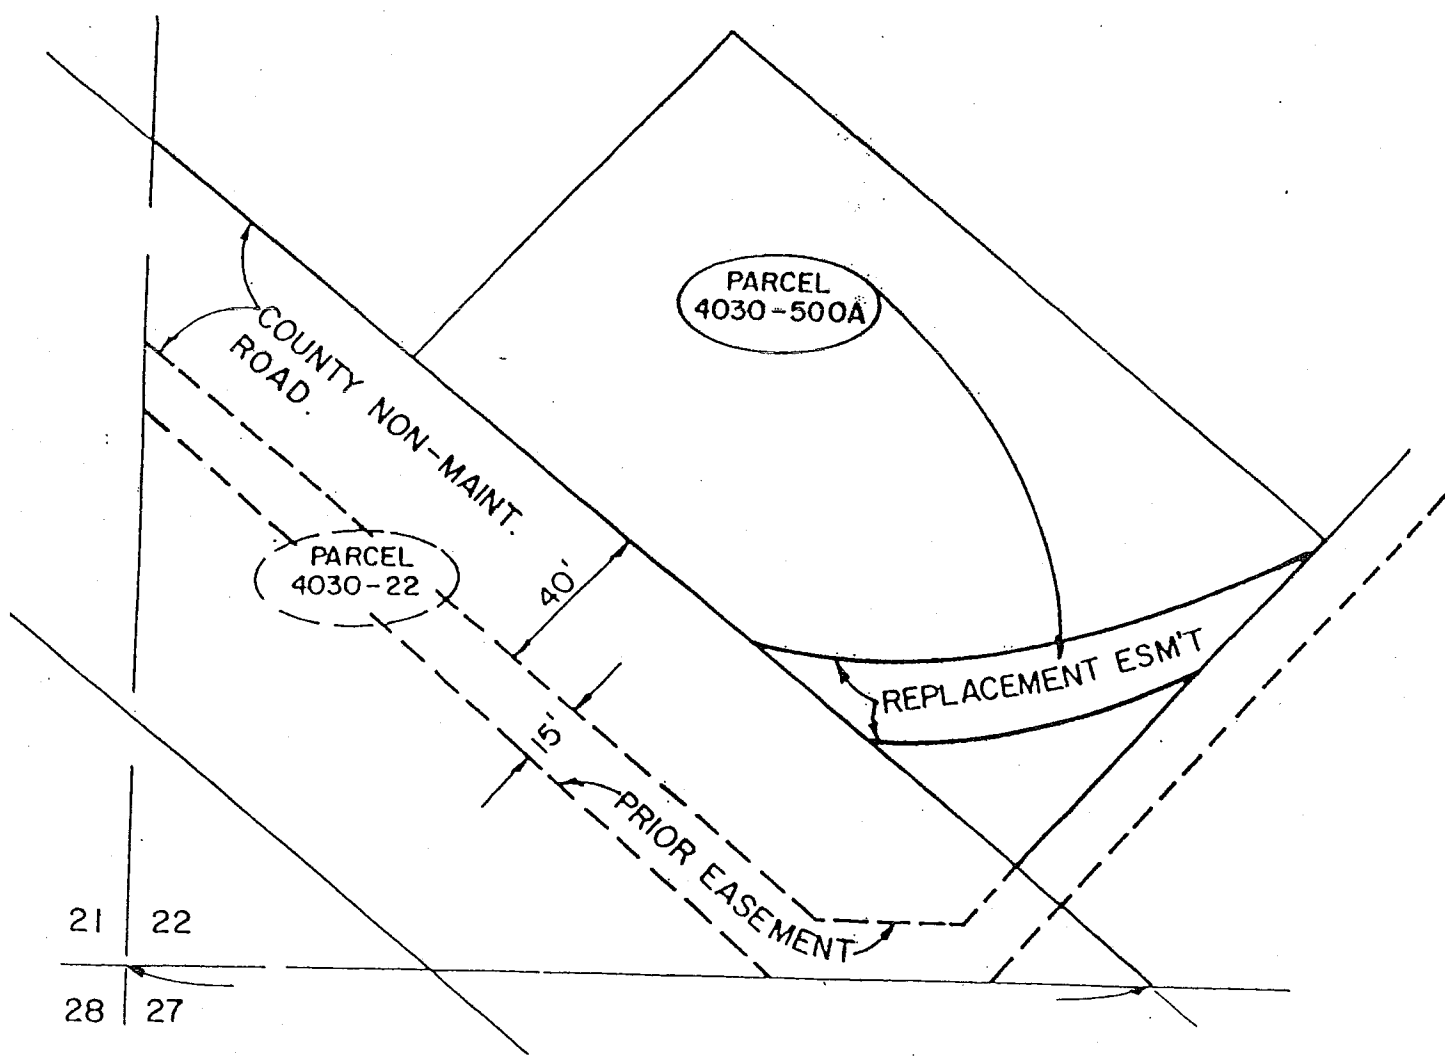 PARCEL
4030-500A
COUNTY NON-MAINT.
ROAD.
PARCEL
4030-22
40'
15'
REPLACEMENT ESM'T
PRIOR EASEMENT
21 22
28 27